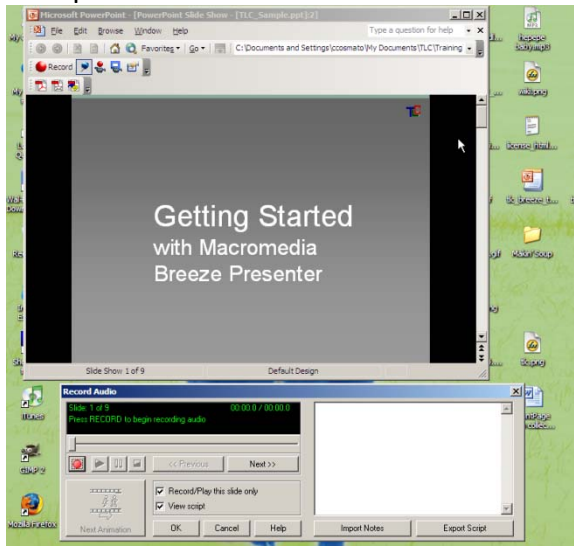 Microsoft PowerPoint - [PowerPoint Slide Show - [TLC_Sample.ppt]:2]
File Edit Browse Window Help Type a question for help
Favorites Go C:\Documents and Settings\ccosmato\My Documents\TLC\Training
Record
TLC
Getting Started
with Macromedia
Breeze Presenter
Slide Show 1 of 9 Default Design
Record Audio
Slide: 1 of 9 00:00.0 / 00:00.0
Press RECORD to begin recording audio
<< Previous Next >>
Record/Play this slide only
View script
Next Animation OK Cancel Help Import Notes Export Script
iTunes
GIMP 2
Mozilla Firefox